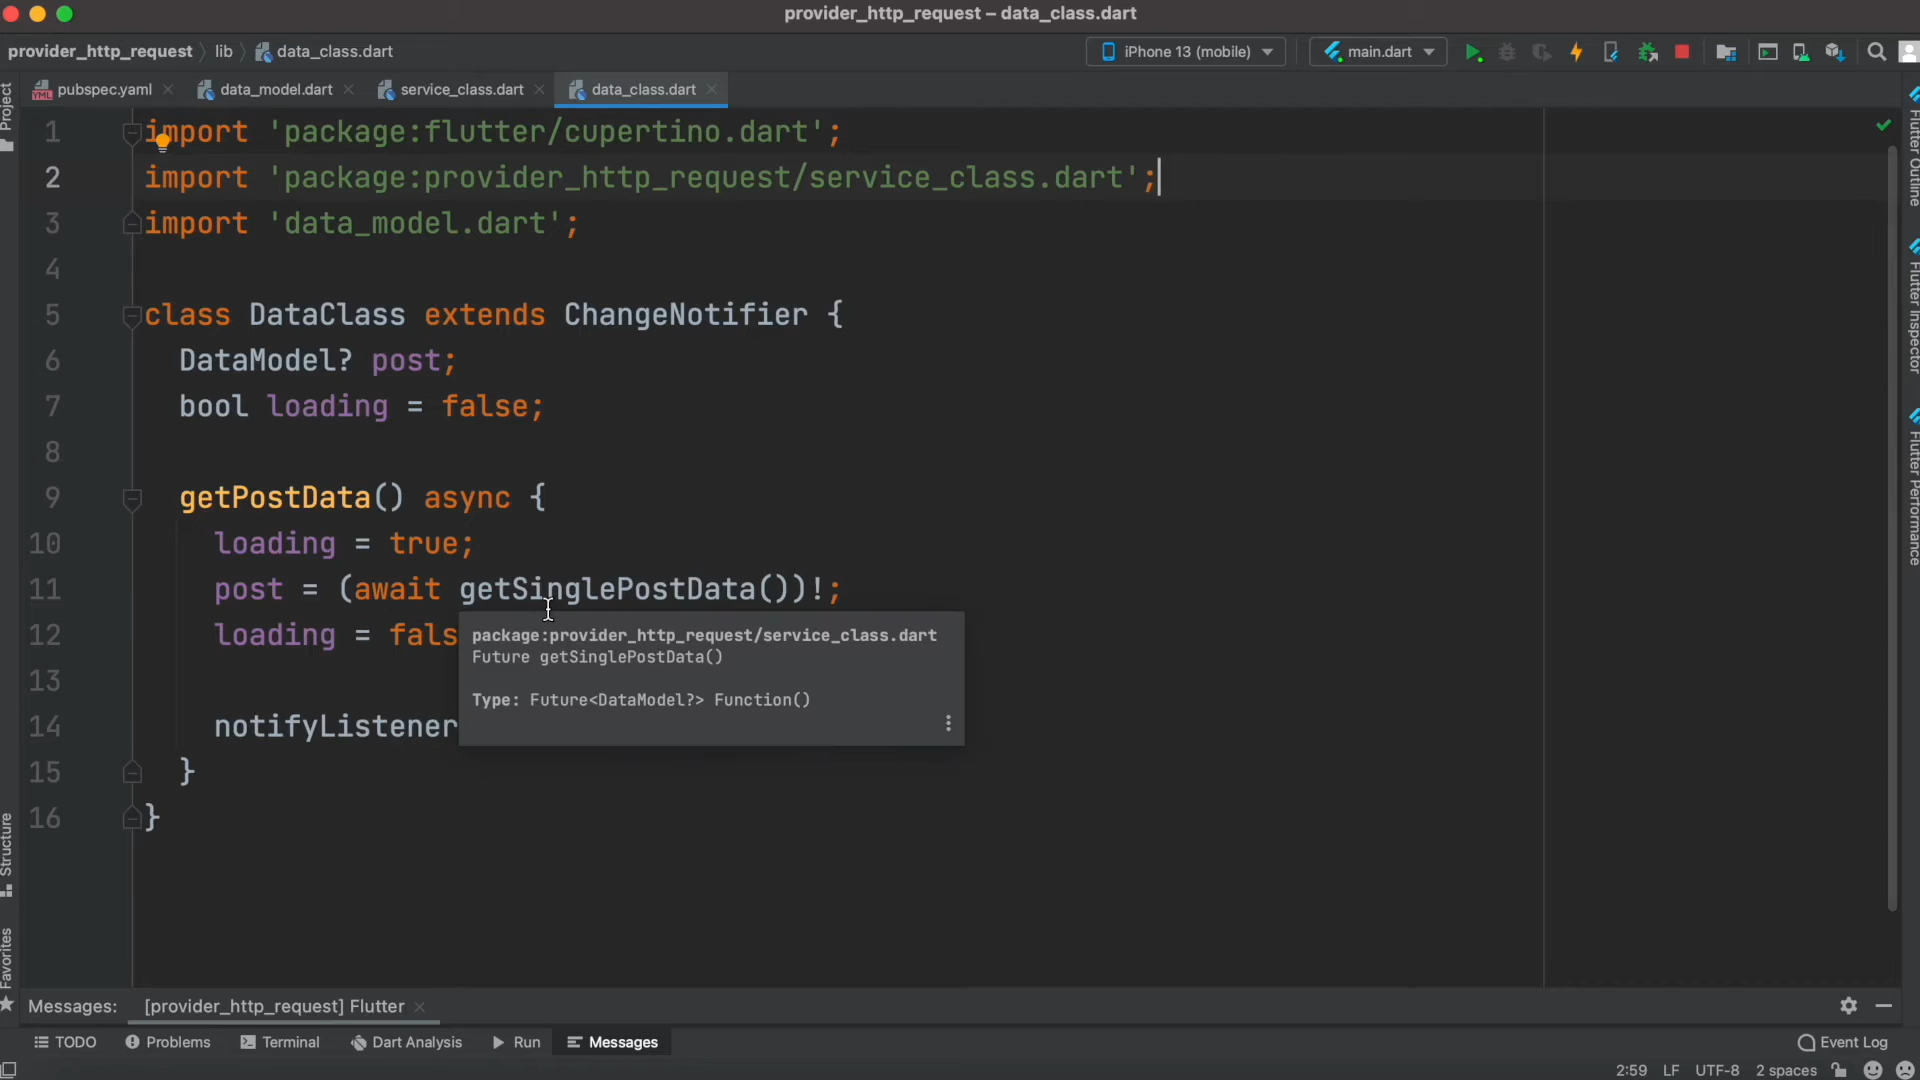 provider_http_request – data_class.dart
provider_http_request 〉 lib 〉 data_class.dart
iPhone 13 (mobile)
main.dart
Project
pubspec.yaml
data_model.dart
service_class.dart
data_class.dart
1 import 'package:flutter/cupertino.dart';
2 import 'package:provider_http_request/service_class.dart';
3 import 'data_model.dart';
4
5 class DataClass extends ChangeNotifier {
6 DataModel? post;
7 bool loading = false;
8
9 getPostData() async {
10 loading = true;
11 post = (await getSinglePostData())!;
12 loading = fals
package:provider_http_request/service_class.dart
Future getSinglePostData()
Type: Future<DataModel?> Function()
13
14 notifyListener
15 }
16 }
Flutter Outline
Flutter Inspector
Flutter Performance
Structure
Favorites
Messages: [provider_http_request] Flutter
TODO Problems Terminal Dart Analysis Run Messages Event Log
2:59 LF UTF-8 2 spaces